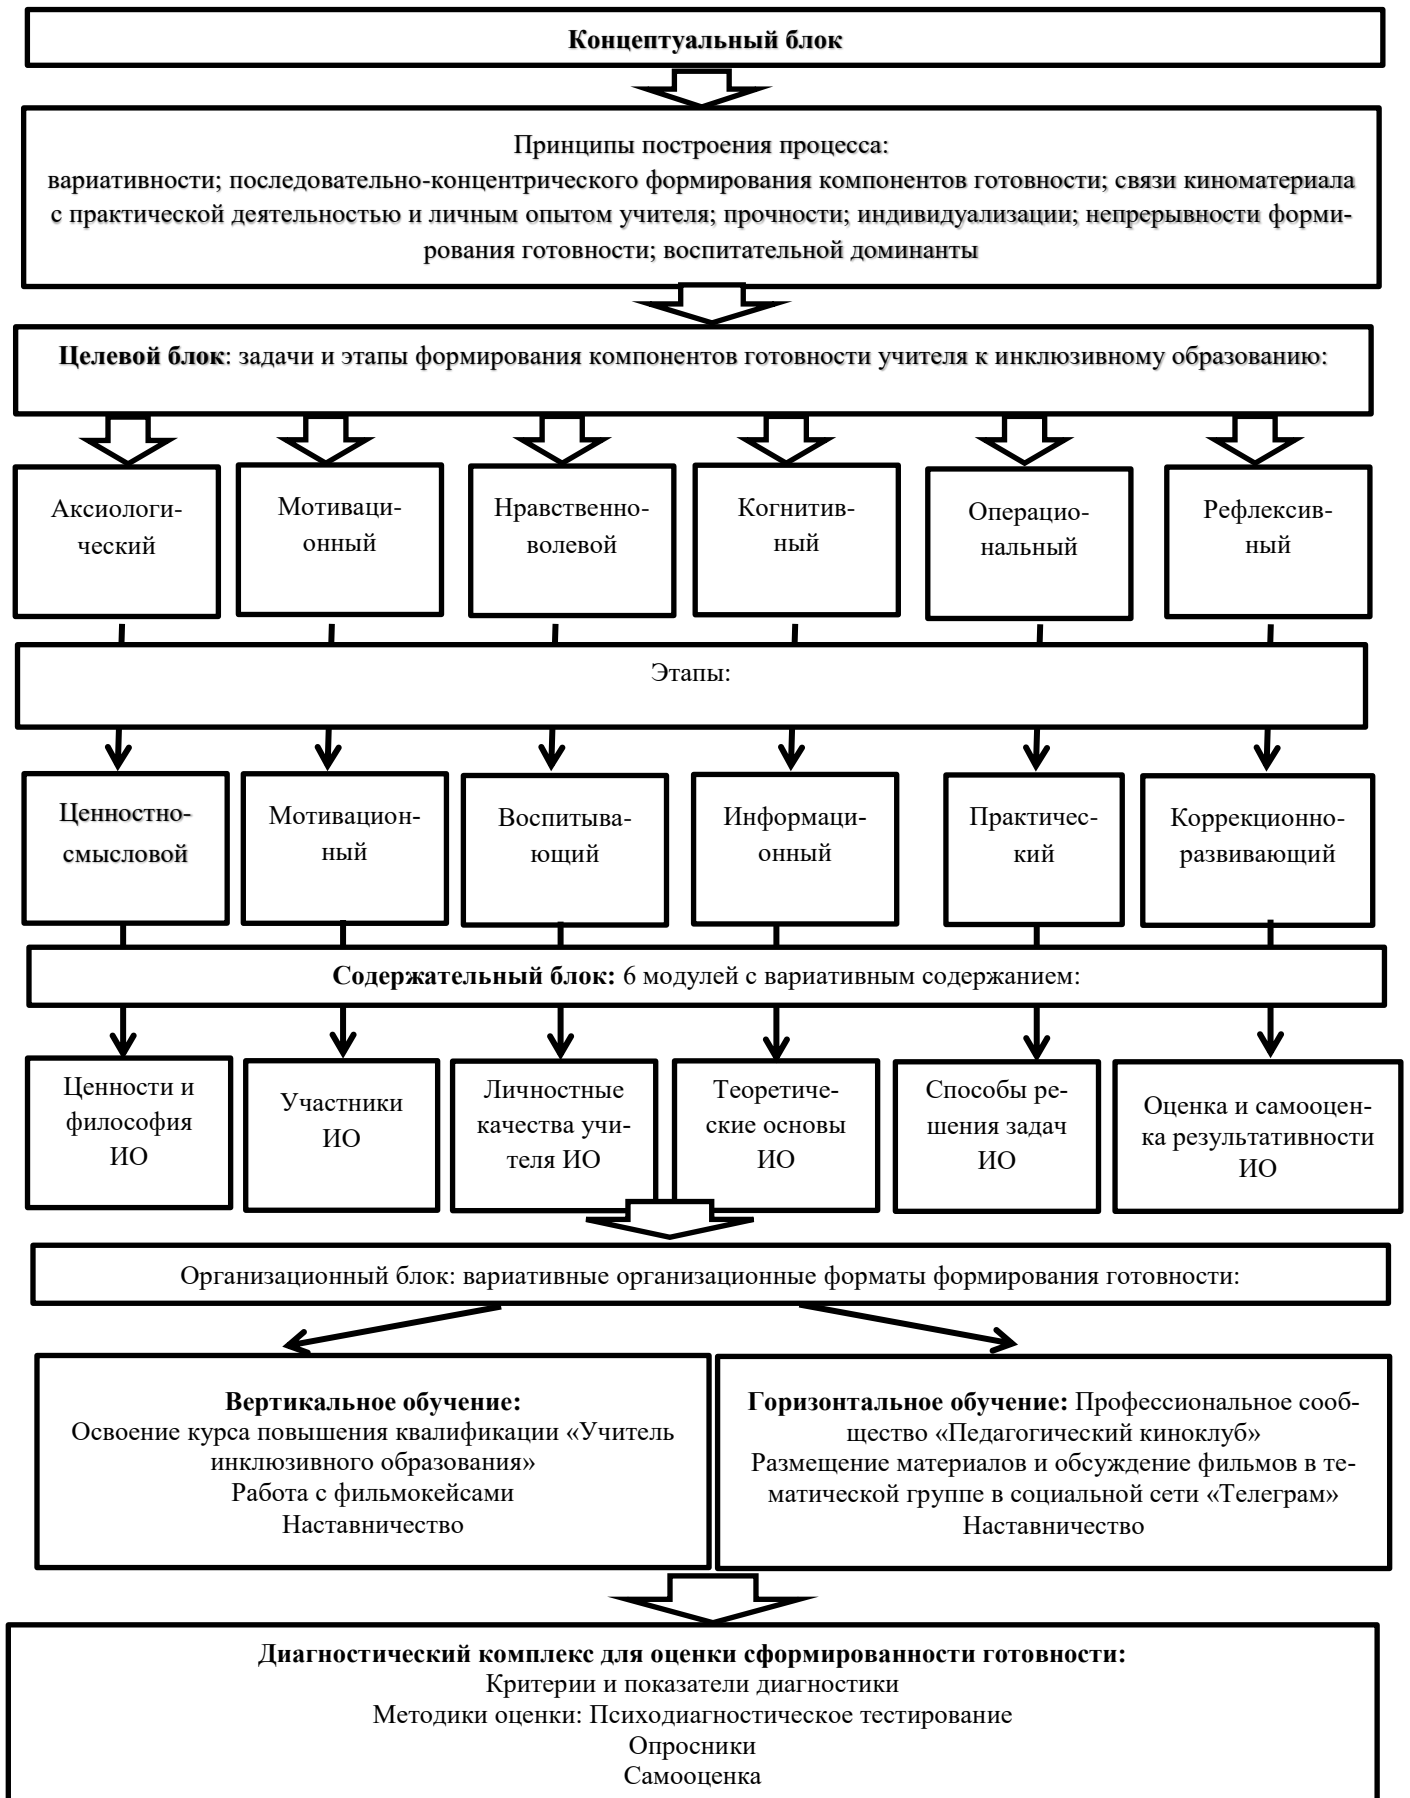 Концептуальный блок
Принципы построения процесса:
вариативности; последовательно-концентрического формирования компонентов готовности; связи киноматериала
с практической деятельностью и личным опытом учителя; прочности; индивидуализации; непрерывности форми-
рования готовности; воспитательной доминанты
Целевой блок: задачи и этапы формирования компонентов готовности учителя к инклюзивному образованию:
Аксиологи-
ческий
Мотиваци-
онный
Нравственно-
волевой
Когнитив-
ный
Операцио-
нальный
Рефлексив-
ный
Этапы:
Ценностно-
смысловой
Мотивацион-
ный
Воспитыва-
ющий
Информаци-
онный
Практичес-
кий
Коррекционно-
развивающий
Содержательный блок: 6 модулей с вариативным содержанием:
Ценности и
философия
ИО
Участники
ИО
Личностные
качества учи-
теля ИО
Теоретиче-
ские основы
ИО
Способы ре-
шения задач
ИО
Оценка и самооцен-
ка результативности
ИО
Организационный блок: вариативные организационные форматы формирования готовности:
Вертикальное обучение:
Освоение курса повышения квалификации «Учитель
инклюзивного образования»
Работа с фильмокейсами
Наставничество
Горизонтальное обучение: Профессиональное сооб-
щество «Педагогический киноклуб»
Размещение материалов и обсуждение фильмов в те-
матической группе в социальной сети «Телеграм»
Наставничество
Диагностический комплекс для оценки сформированности готовности:
Критерии и показатели диагностики
Методики оценки: Психодиагностическое тестирование
Опросники
Самооценка